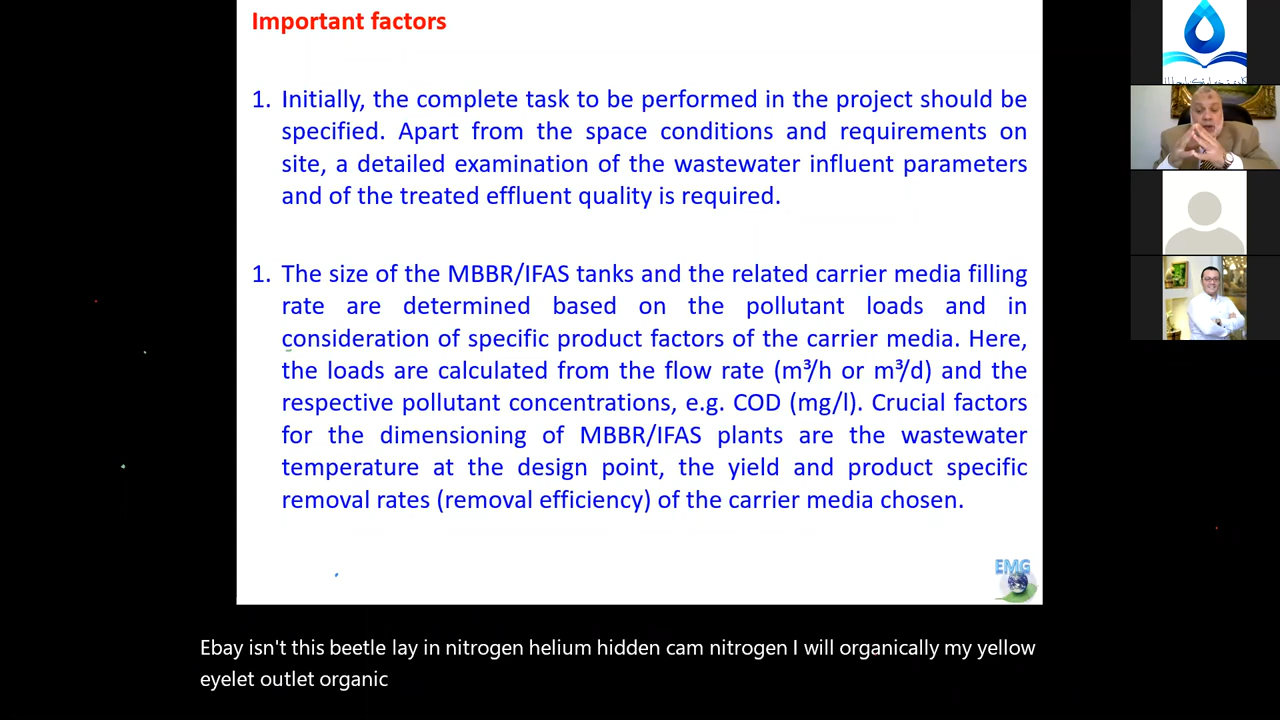 Important factors
1. Initially, the complete task to be performed in the project should be
specified. Apart from the space conditions and requirements on
site, a detailed examination of the wastewater influent parameters
and of the treated effluent quality is required.
1. The size of the MBBR/IFAS tanks and the related carrier media filling
rate are determined based on the pollutant loads and in
consideration of specific product factors of the carrier media. Here,
the loads are calculated from the flow rate (m³/h or m³/d) and the
respective pollutant concentrations, e.g. COD (mg/l). Crucial factors
for the dimensioning of MBBR/IFAS plants are the wastewater
temperature at the design point, the yield and product specific
removal rates (removal efficiency) of the carrier media chosen.
EMG
Ebay isn't this beetle lay in nitrogen helium hidden cam nitrogen I will organically my yellow
eyelet outlet organic